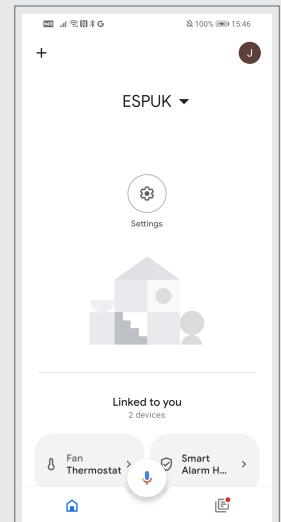 100% 15:46
J
ESPUK
Settings
Linked to you
2 devices
Fan
Thermostat
Smart
Alarm H...